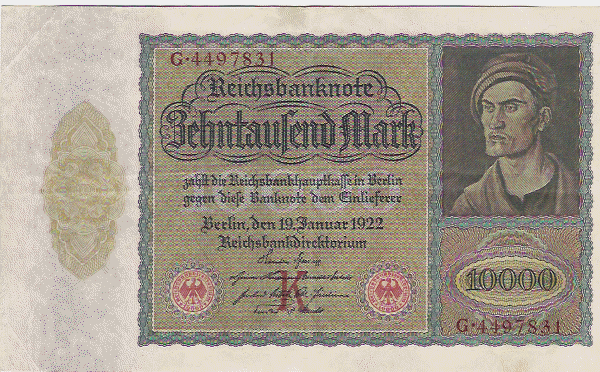 G·4497831
Reichsbanknote
Zehntausend Mark
zahlt die Reichsbankhauptkasse in Berlin
gegen diese Banknote dem Einlieferer
Berlin, den 19. Januar 1922
Reichsbankdirektorium
K
10000
G·4497831